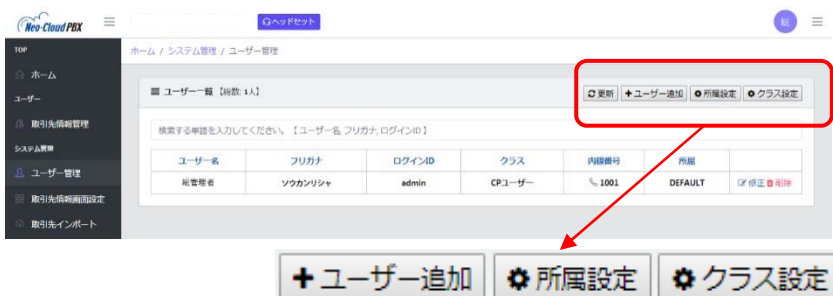 Neo-Cloud PBX
ヘッドセット
総
TOP
ホーム / システム管理 / ユーザー管理
ホーム
ユーザー一覧 【総数: 1人】
更新 ユーザー追加 所属設定 クラス設定
ユーザー
取引先情報管理
検索する単語を入力してください。【ユーザー名, フリガナ, ログインID】
システム管理
ユーザー名 フリガナ ログインID クラス 内線番号 所属
ユーザー管理
総管理者 ソウカンリシャ admin CPユーザー 1001 DEFAULT 修正 削除
取引先情報画面設定
取引先インポート
ユーザー追加 所属設定 クラス設定